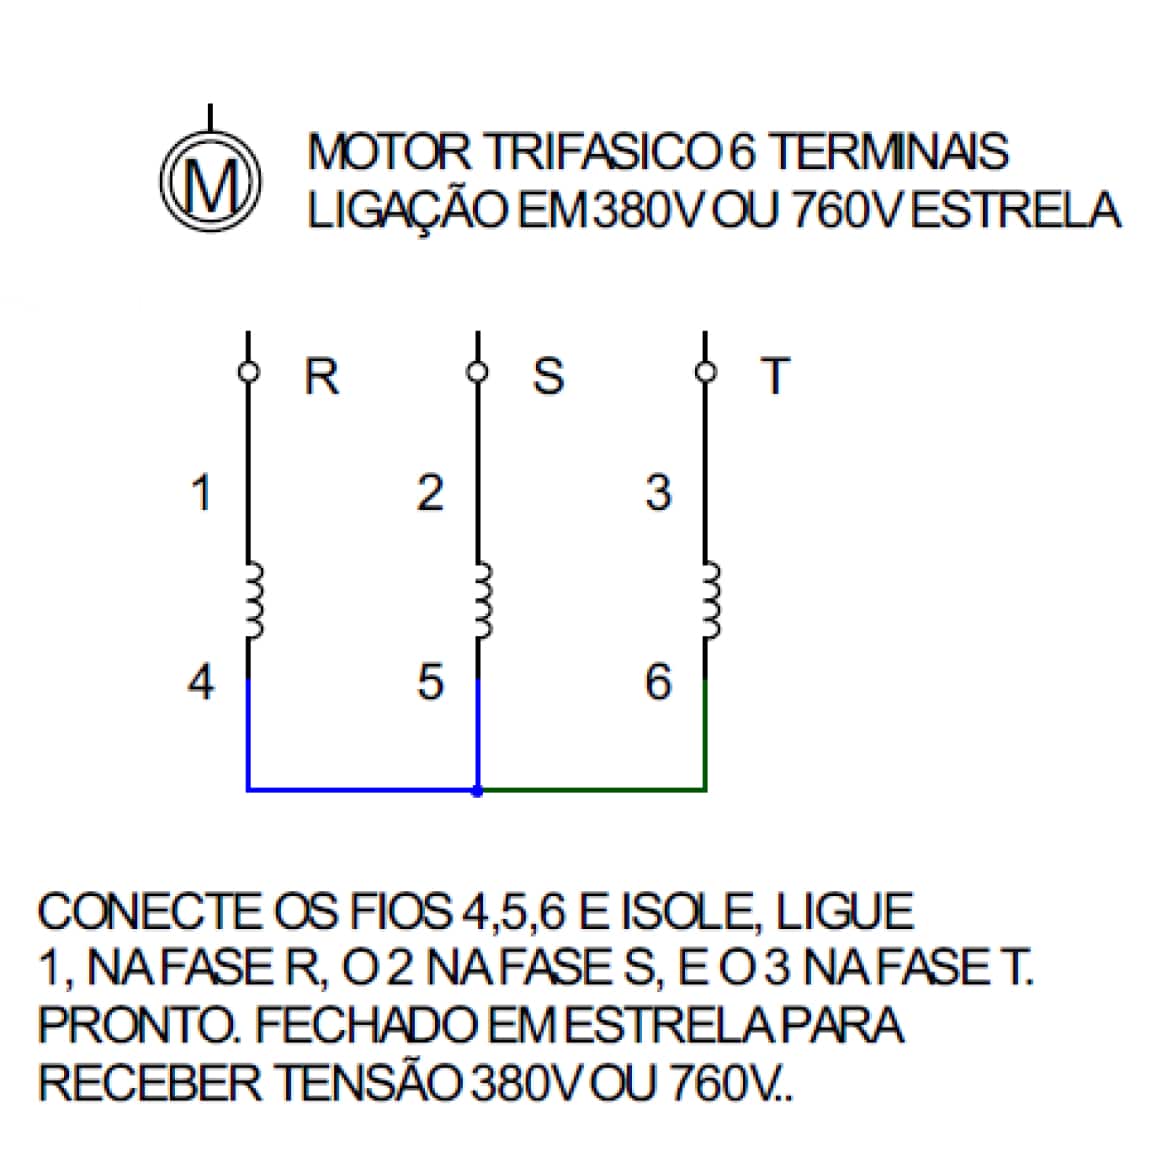 M
MOTOR TRIFASICO 6 TERMINAIS
LIGAÇÃO EM 380V OU 760V ESTRELA
R S T
1 2 3
4 5 6
CONECTE OS FIOS 4,5,6 E ISOLE, LIGUE
1, NA FASE R, O 2 NA FASE S, E O 3 NA FASE T.
PRONTO. FECHADO EM ESTRELA PARA
RECEBER TENSÃO 380V OU 760V..